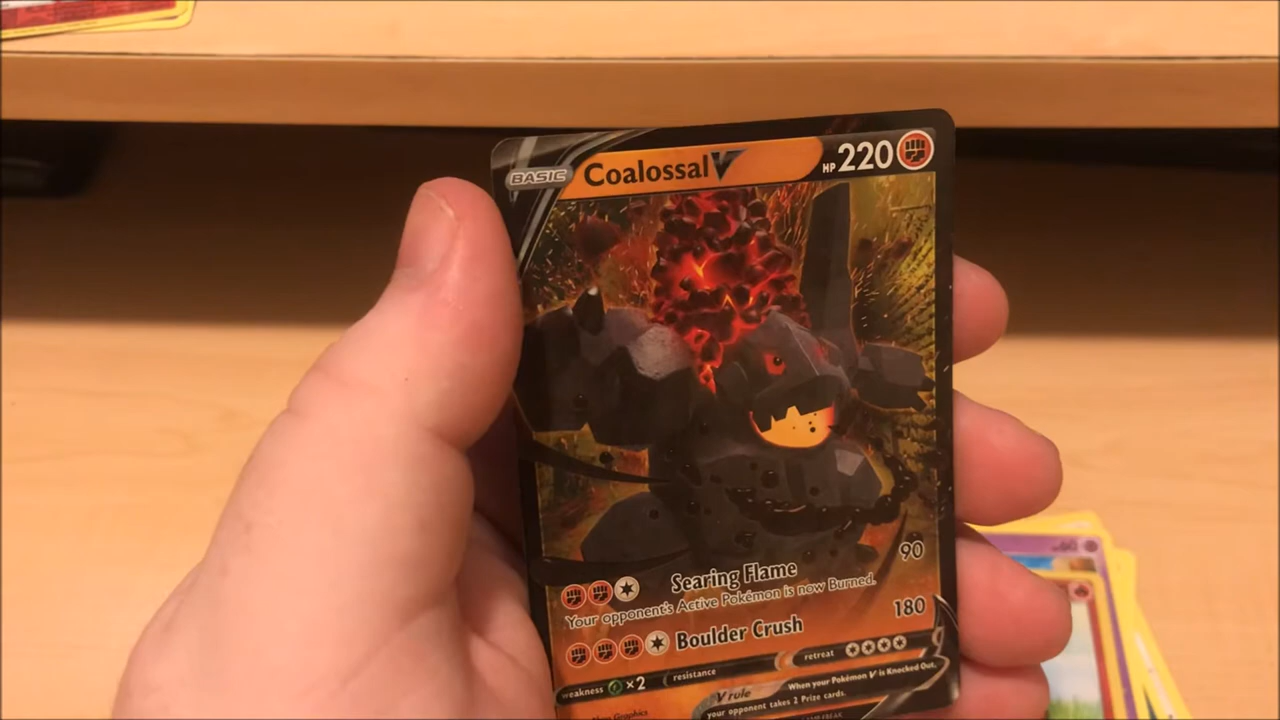 BASIC Coalossal V HP 220
90
Searing Flame
Your opponent's Active Pokémon is now Burned.
180
Boulder Crush
weakness ×2 resistance retreat
V rule When your Pokémon V is Knocked Out,
your opponent takes 2 Prize cards.
Graphics